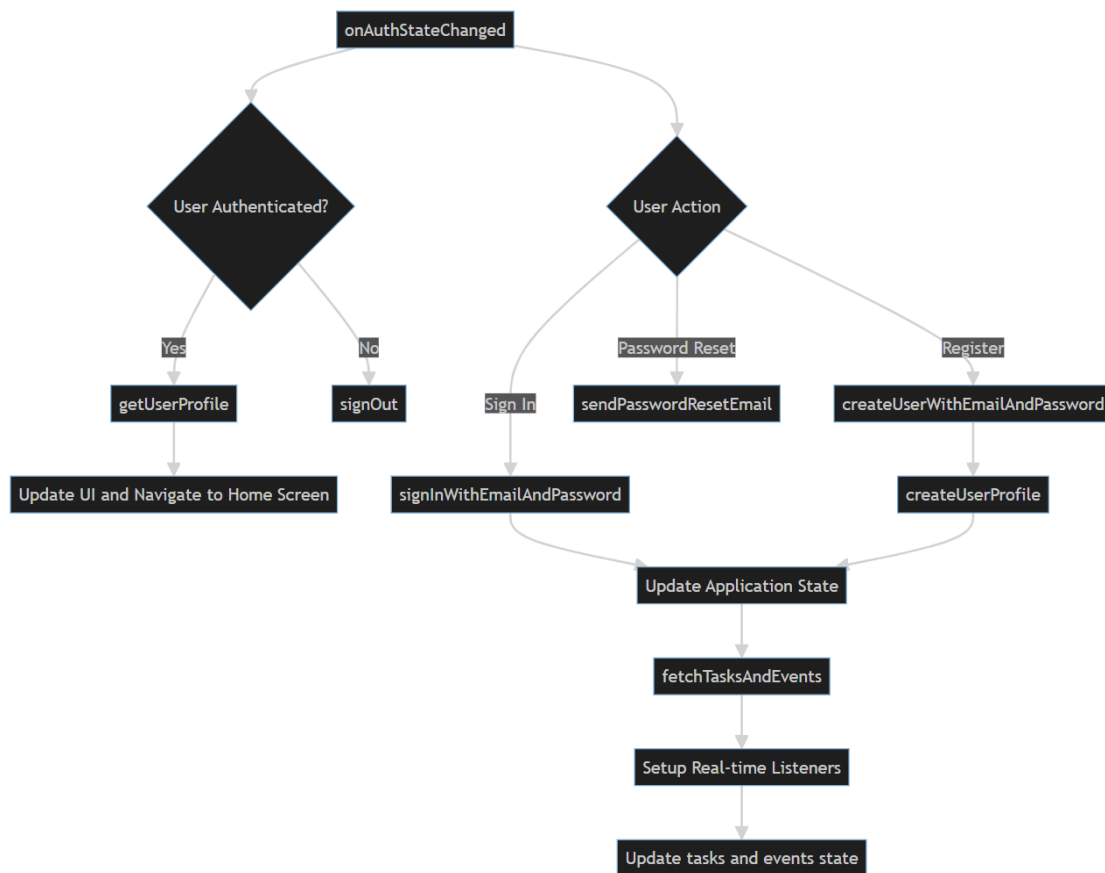 onAuthStateChanged
User Authenticated?
User Action
Yes
No
Password Reset
Register
getUserProfile
signOut
Sign In
sendPasswordResetEmail
createUserWithEmailAndPassword
Update UI and Navigate to Home Screen
signInWithEmailAndPassword
createUserProfile
Update Application State
fetchTasksAndEvents
Setup Real-time Listeners
Update tasks and events state